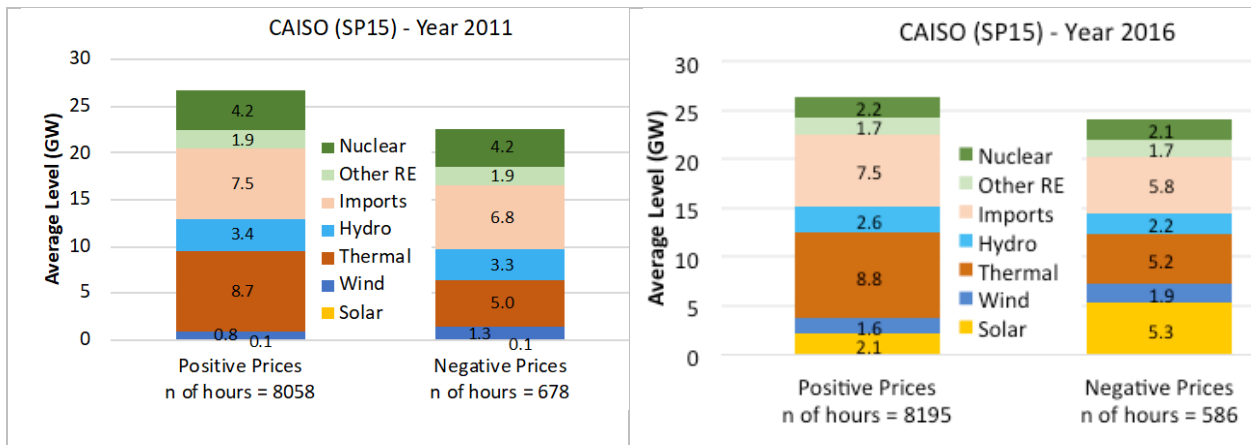 CAISO (SP15) - Year 2011
Average Level (GW)
30
25
20
15
10
5
0
4.2
1.9
7.5
3.4
8.7
0.8
0.1
Nuclear
Other RE
Imports
Hydro
Thermal
Wind
Solar
4.2
1.9
6.8
3.3
5.0
1.3
0.1
Positive Prices
n of hours = 8058
Negative Prices
n of hours = 678
CAISO (SP15) - Year 2016
Average Level (GW)
30
25
20
15
10
5
0
2.2
1.7
7.5
2.6
8.8
1.6
2.1
Nuclear
Other RE
Imports
Hydro
Thermal
Wind
Solar
2.1
1.7
5.8
2.2
5.2
1.9
5.3
Positive Prices
n of hours = 8195
Negative Prices
n of hours = 586